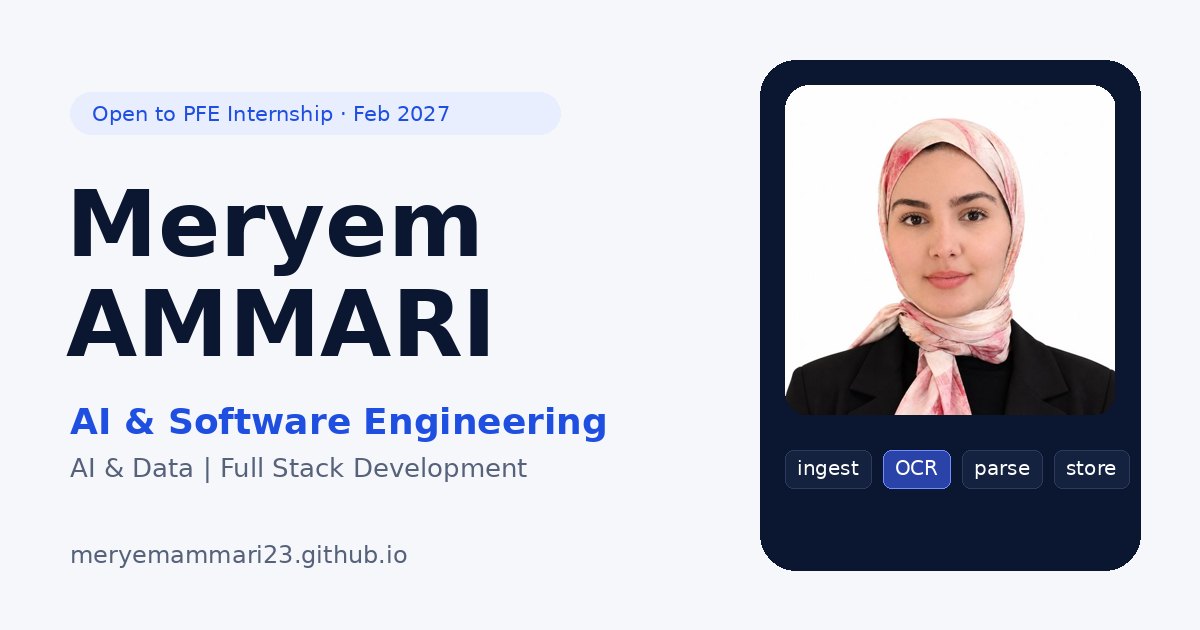 Open to PFE Internship · Feb 2027
Meryem
AMMARI
AI & Software Engineering
AI & Data | Full Stack Development
meryemammari23.github.io
ingest OCR parse store